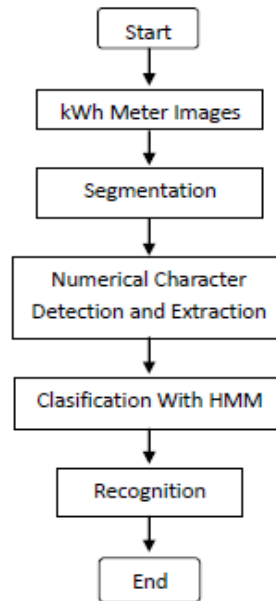 Start
kWh Meter Images
Segmentation
Numerical Character
Detection and Extraction
Clasification With HMM
Recognition
End